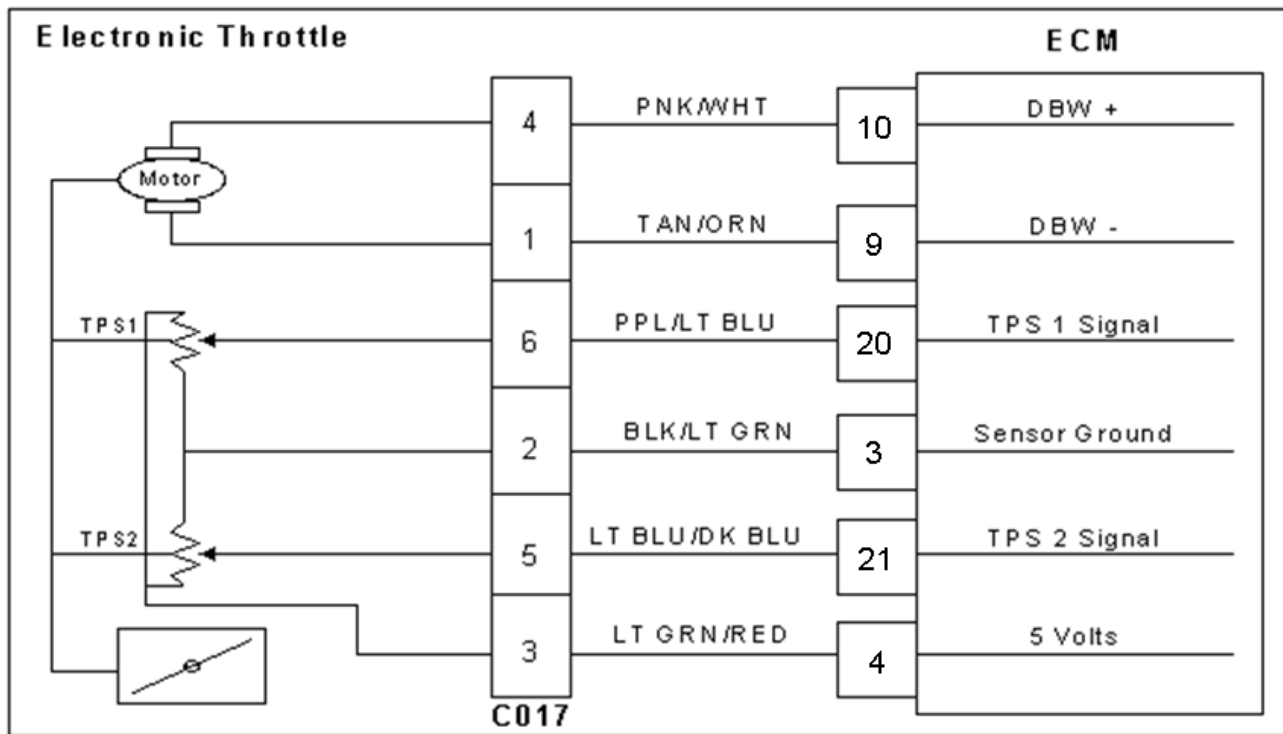 Electronic Throttle
ECM
4
PNK/WHT
10
DBW +
Motor
1
TAN/ORN
9
DBW -
TPS1
6
PPL/LT BLU
20
TPS 1 Signal
2
BLK/LT GRN
3
Sensor Ground
TPS2
5
LT BLU/DK BLU
21
TPS 2 Signal
3
LT GRN/RED
4
5 Volts
C017